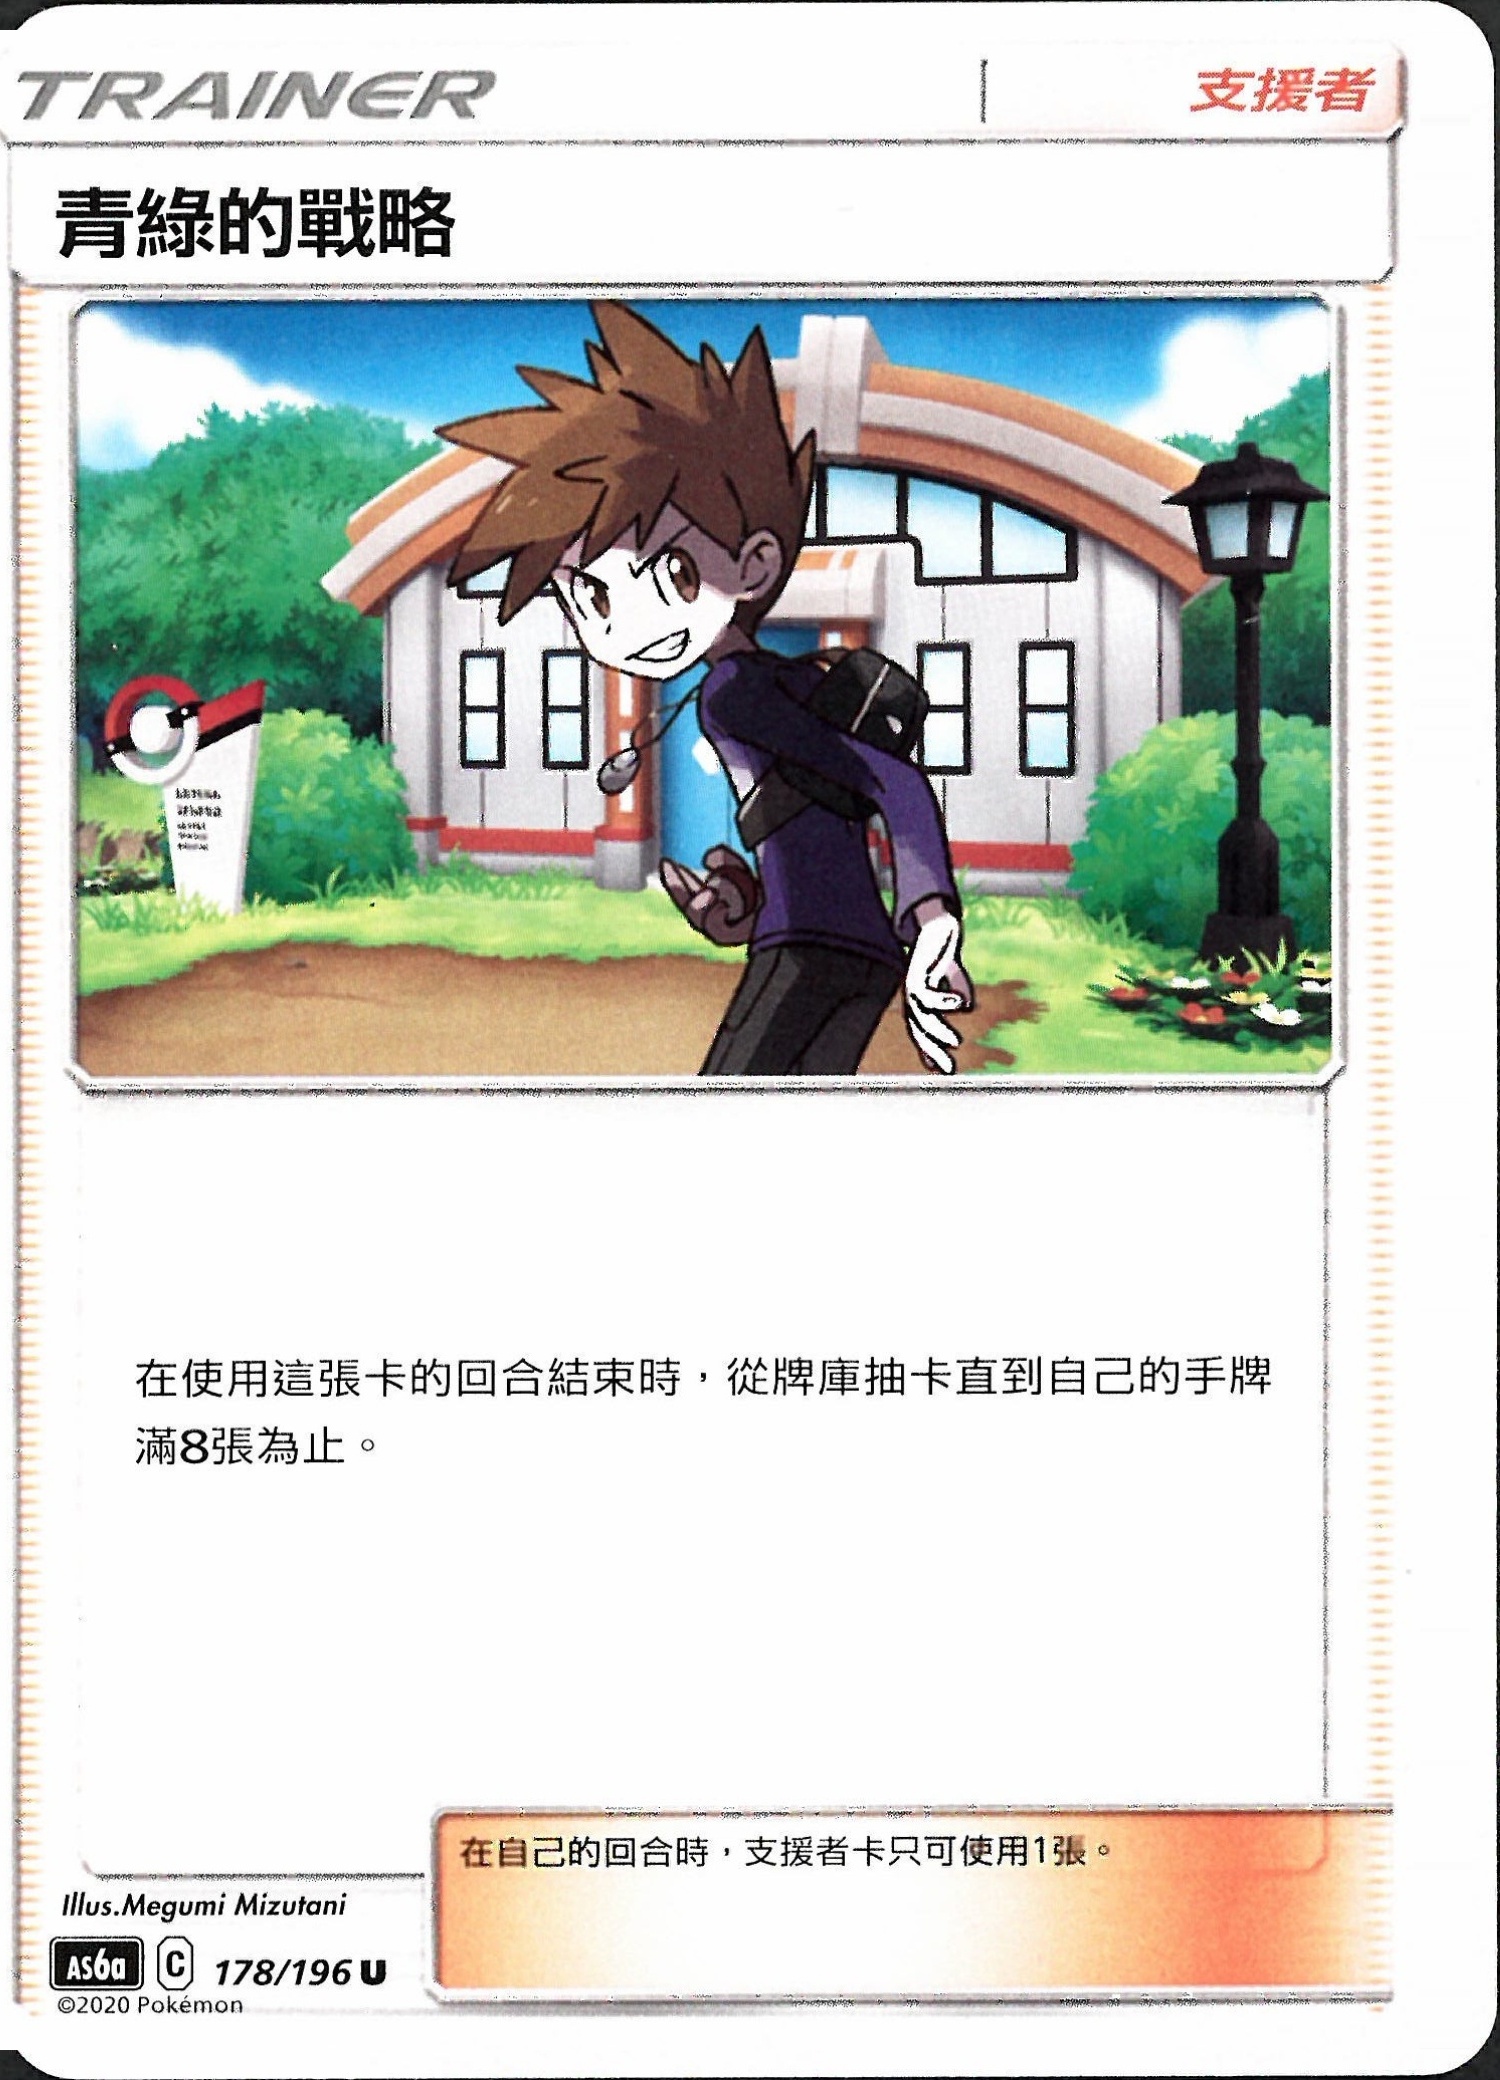 TRAINER
支援者
青綠的戰略
在使用這張卡的回合結束時，從牌庫抽卡直到自己的手牌
滿8張為止。
在自己的回合時，支援者卡只可使用1張。
Illus.Megumi Mizutani
AS6a C 178/196 U
©2020 Pokémon